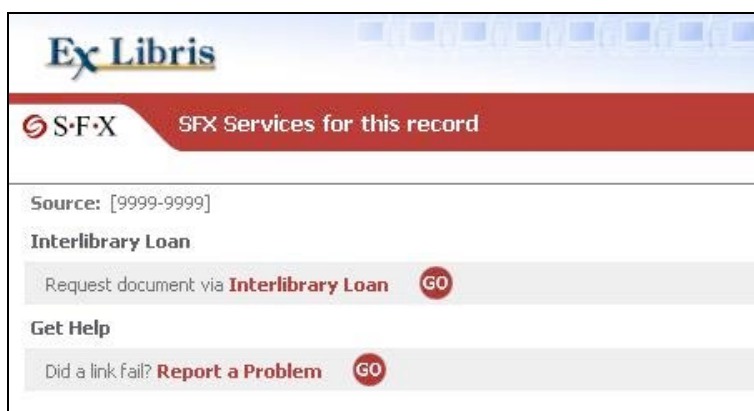 Ex Libris
S·F·X SFX Services for this record
Source: [9999-9999]
Interlibrary Loan
Request document via Interlibrary Loan GO
Get Help
Did a link fail? Report a Problem GO